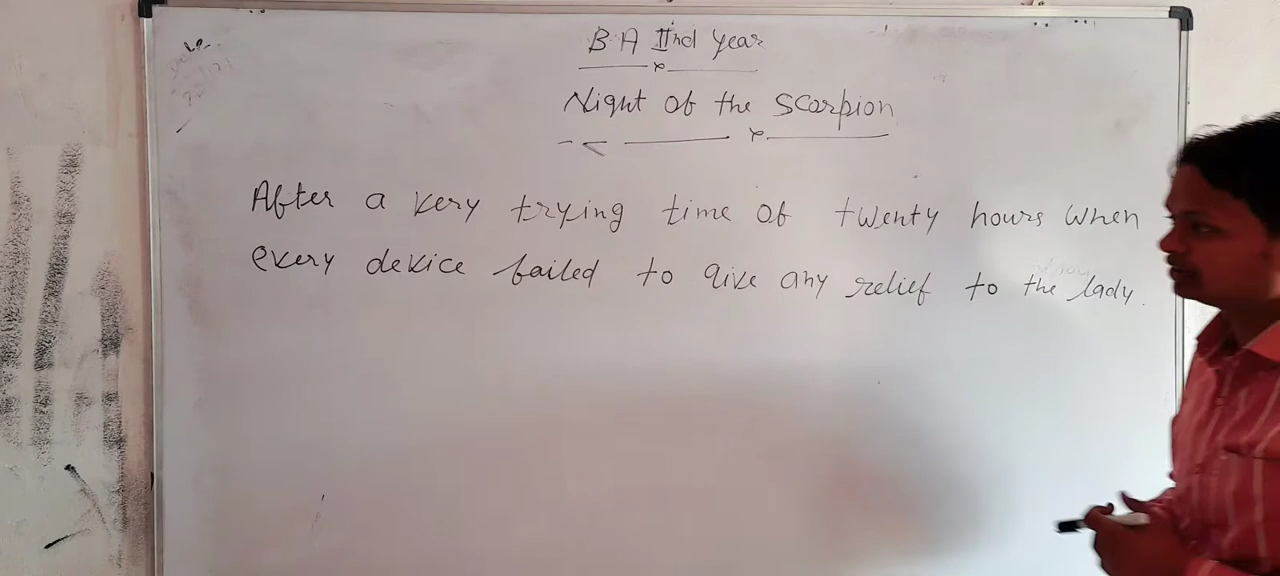 B.A IInd Year
Night of the Scorpion
After a very trying time of twenty hours when
every device failed to give any relief to the lady.